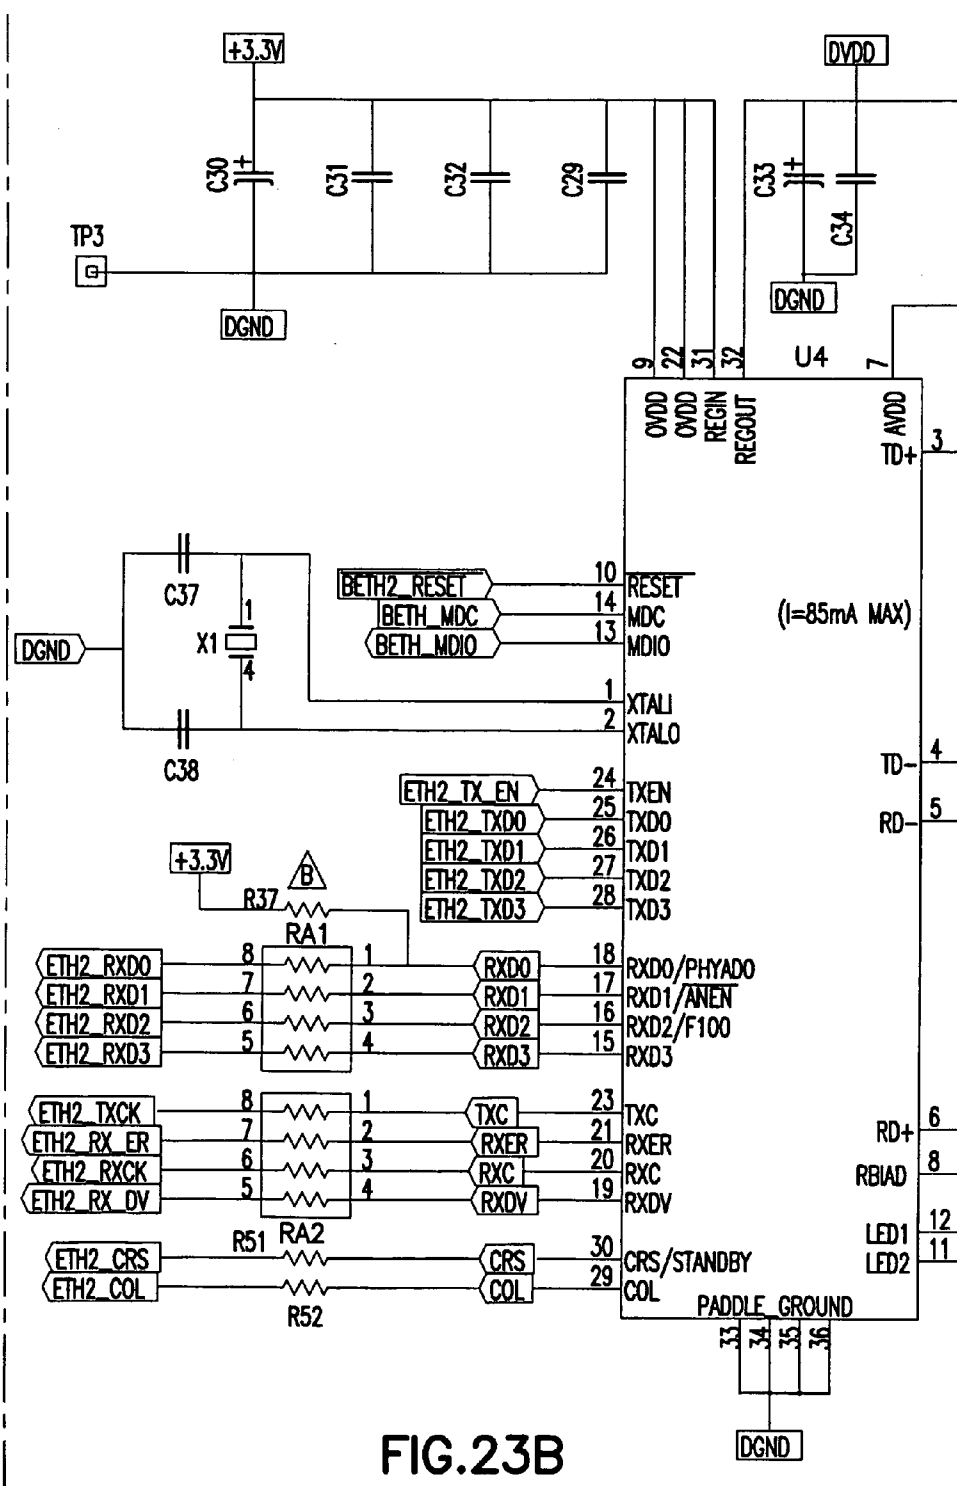 +3.3V
DVDD
C30
+
C31
C32
C29
C33
+
C34
TP3
DGND
DGND
U4
9
22
31
32
7
OVDD
OVDD
REGIN
REGOUT
AVDD
TD+
3
C37
1
X1
4
DGND
C38
BETH2_RESET
10
RESET
BETH_MDC
14
MDC
(I=85mA MAX)
BETH_MDIO
13
MDIO
1
XTALI
2
XTALO
TD-
4
ETH2_TX_EN
24
TXEN
ETH2_TXD0
25
TXD0
RD-
5
ETH2_TXD1
26
TXD1
ETH2_TXD2
27
TXD2
ETH2_TXD3
28
TXD3
+3.3V
B
R37
RA1
ETH2_RXD0
8
1
RXD0
18
RXD0/PHYAD0
ETH2_RXD1
7
2
RXD1
17
RXD1/ANEN
ETH2_RXD2
6
3
RXD2
16
RXD2/F100
ETH2_RXD3
5
4
RXD3
15
RXD3
ETH2_TXCK
8
1
TXC
23
TXC
RD+
6
ETH2_RX_ER
7
2
RXER
21
RXER
ETH2_RXCK
6
3
RXC
20
RXC
RBIAD
8
ETH2_RX_DV
5
4
RXDV
19
RXDV
RA2
LED1
12
R51
ETH2_CRS
CRS
30
CRS/STANDBY
LED2
11
ETH2_COL
COL
29
COL
R52
PADDLE_GROUND
33
34
35
36
DGND
FIG.23B